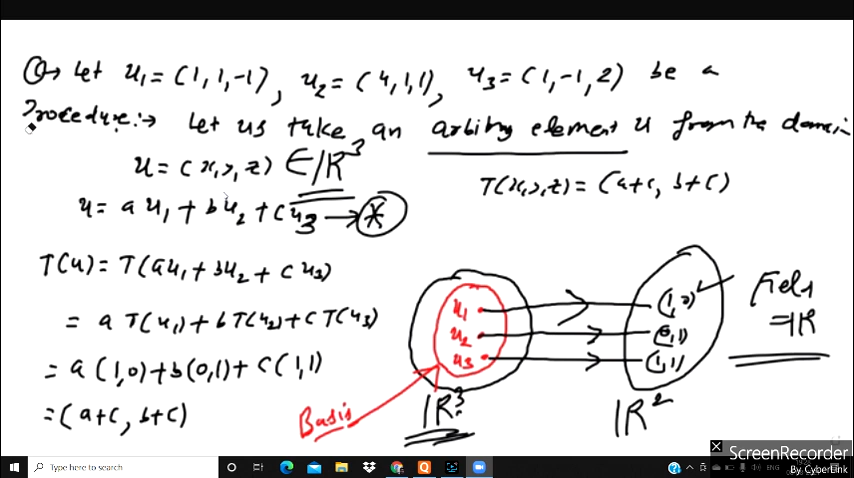 Q→ Let u₁ = (1, 1, -1), u₂ = (4, 1, 1), u₃ = (1, -1, 2) be a
Procedure:→ Let us take an arbitry element u from the domain
u = (x, y, z) ∈ IR³
T(x, y, z) = (a+c, b+c)
u = a u₁ + b u₂ + c u₃ → *
T(u) = T(au₁ + bu₂ + cu₃)
= a T(u₁) + b T(u₂) + c T(u₃)
= a (1,0) + b (0,1) + c (1,1)
= (a+c, b+c)
u₁
u₂
u₃
Basis
IR³
(1,0)
(0,1)
(1,1)
IR²
Field
= IR
Type here to search
ENG
ScreenRecorder
By CyberLink